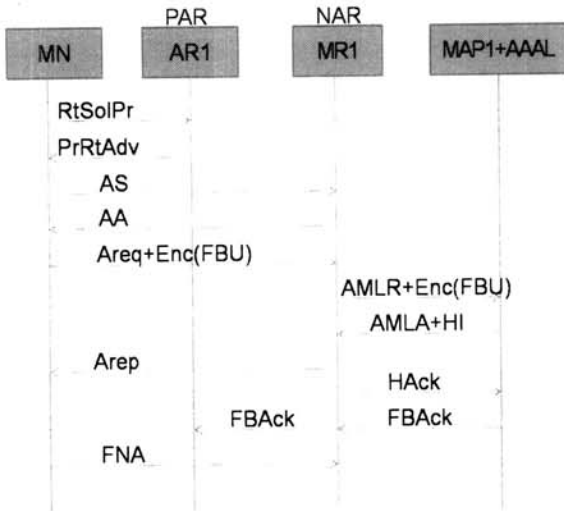 PAR NAR
MN AR1 MR1 MAP1+AAAL
RtSolPr
PrRtAdv
AS
AA
Areq+Enc(FBU)
AMLR+Enc(FBU)
AMLA+HI
Arep
HAck
FBAck FBAck
FNA